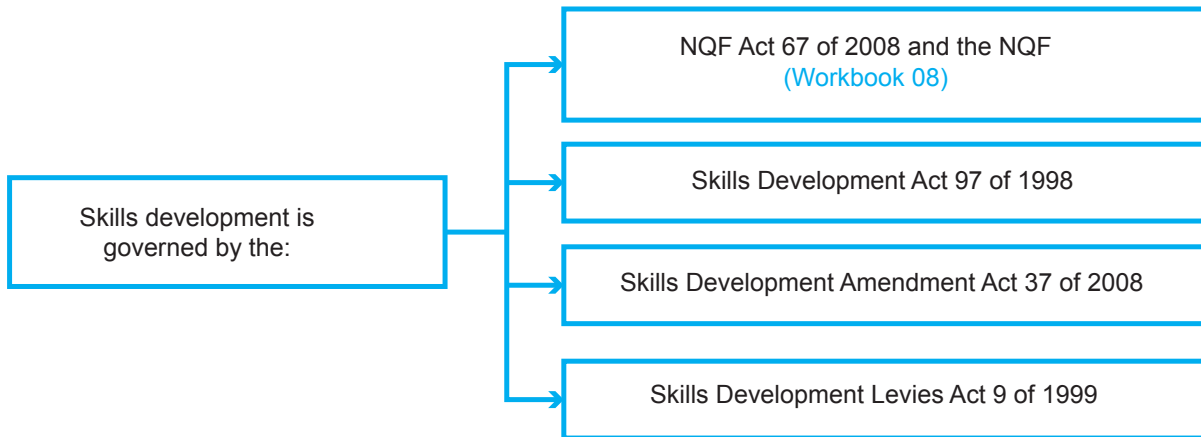 Skills development is
governed by the:
NQF Act 67 of 2008 and the NQF
(Workbook 08)
Skills Development Act 97 of 1998
Skills Development Amendment Act 37 of 2008
Skills Development Levies Act 9 of 1999